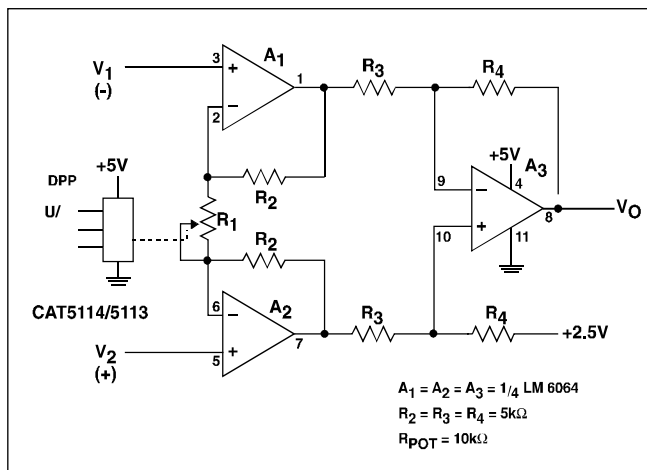 A1
V1
(-)
3
+
1
R3
R4
−
2
+5V
A3
+5V
4
DPP
R2
9
−
VO
U/
R1
8
+
10
11
R2
CAT5114/5113
A2
6
−
R3
R4
+2.5V
7
V2
5
+
(+)
A1 = A2 = A3 = 1/4 LM 6064
R2 = R3 = R4 = 5kΩ
RPOT = 10kΩ